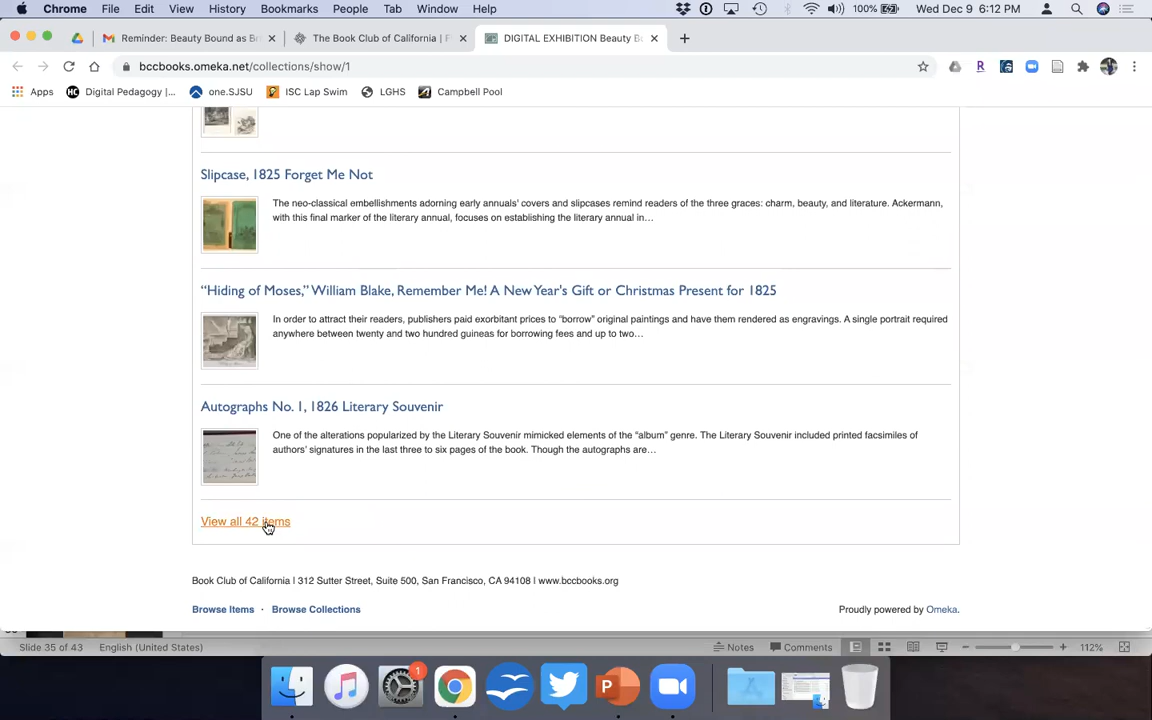 Chrome File Edit View History Bookmarks People Tab Window Help 100% Wed Dec 9 6:12 PM
Reminder: Beauty Bound as Br
The Book Club of California | F
DIGITAL EXHIBITION Beauty B
bccbooks.omeka.net/collections/show/1
Apps
HC Digital Pedagogy |...
one.SJSU
ISC Lap Swim
LGHS
Campbell Pool
R
Slipcase, 1825 Forget Me Not
The neo-classical embellishments adorning early annuals' covers and slipcases remind readers of the three graces: charm, beauty, and literature. Ackermann,
with this final marker of the literary annual, focuses on establishing the literary annual in…
“Hiding of Moses,” William Blake, Remember Me! A New Year's Gift or Christmas Present for 1825
In order to attract their readers, publishers paid exorbitant prices to “borrow” original paintings and have them rendered as engravings. A single portrait required
anywhere between twenty and two hundred guineas for borrowing fees and up to two…
Autographs No. 1, 1826 Literary Souvenir
One of the alterations popularized by the Literary Souvenir mimicked elements of the “album” genre. The Literary Souvenir included printed facsimiles of
authors' signatures in the last three to six pages of the book. Though the autographs are…
View all 42 items
Book Club of California | 312 Sutter Street, Suite 500, San Francisco, CA 94108 | www.bccbooks.org
Browse Items · Browse Collections
Proudly powered by Omeka.
Slide 35 of 43 English (United States) Notes Comments 112%
1